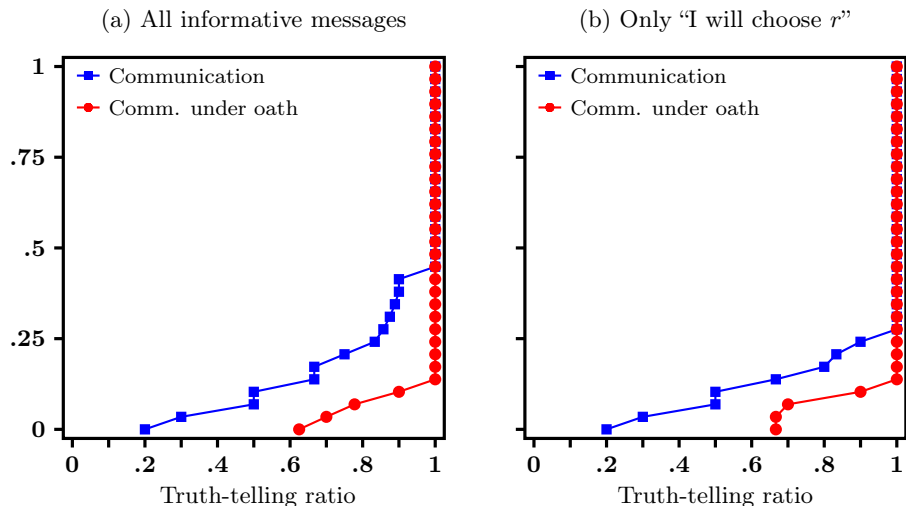 (a) All informative messages
(b) Only “I will choose r”
1
.75
.5
.25
0
Communication
Comm. under oath
0 .2 .4 .6 .8 1
Truth-telling ratio
Communication
Comm. under oath
0 .2 .4 .6 .8 1
Truth-telling ratio